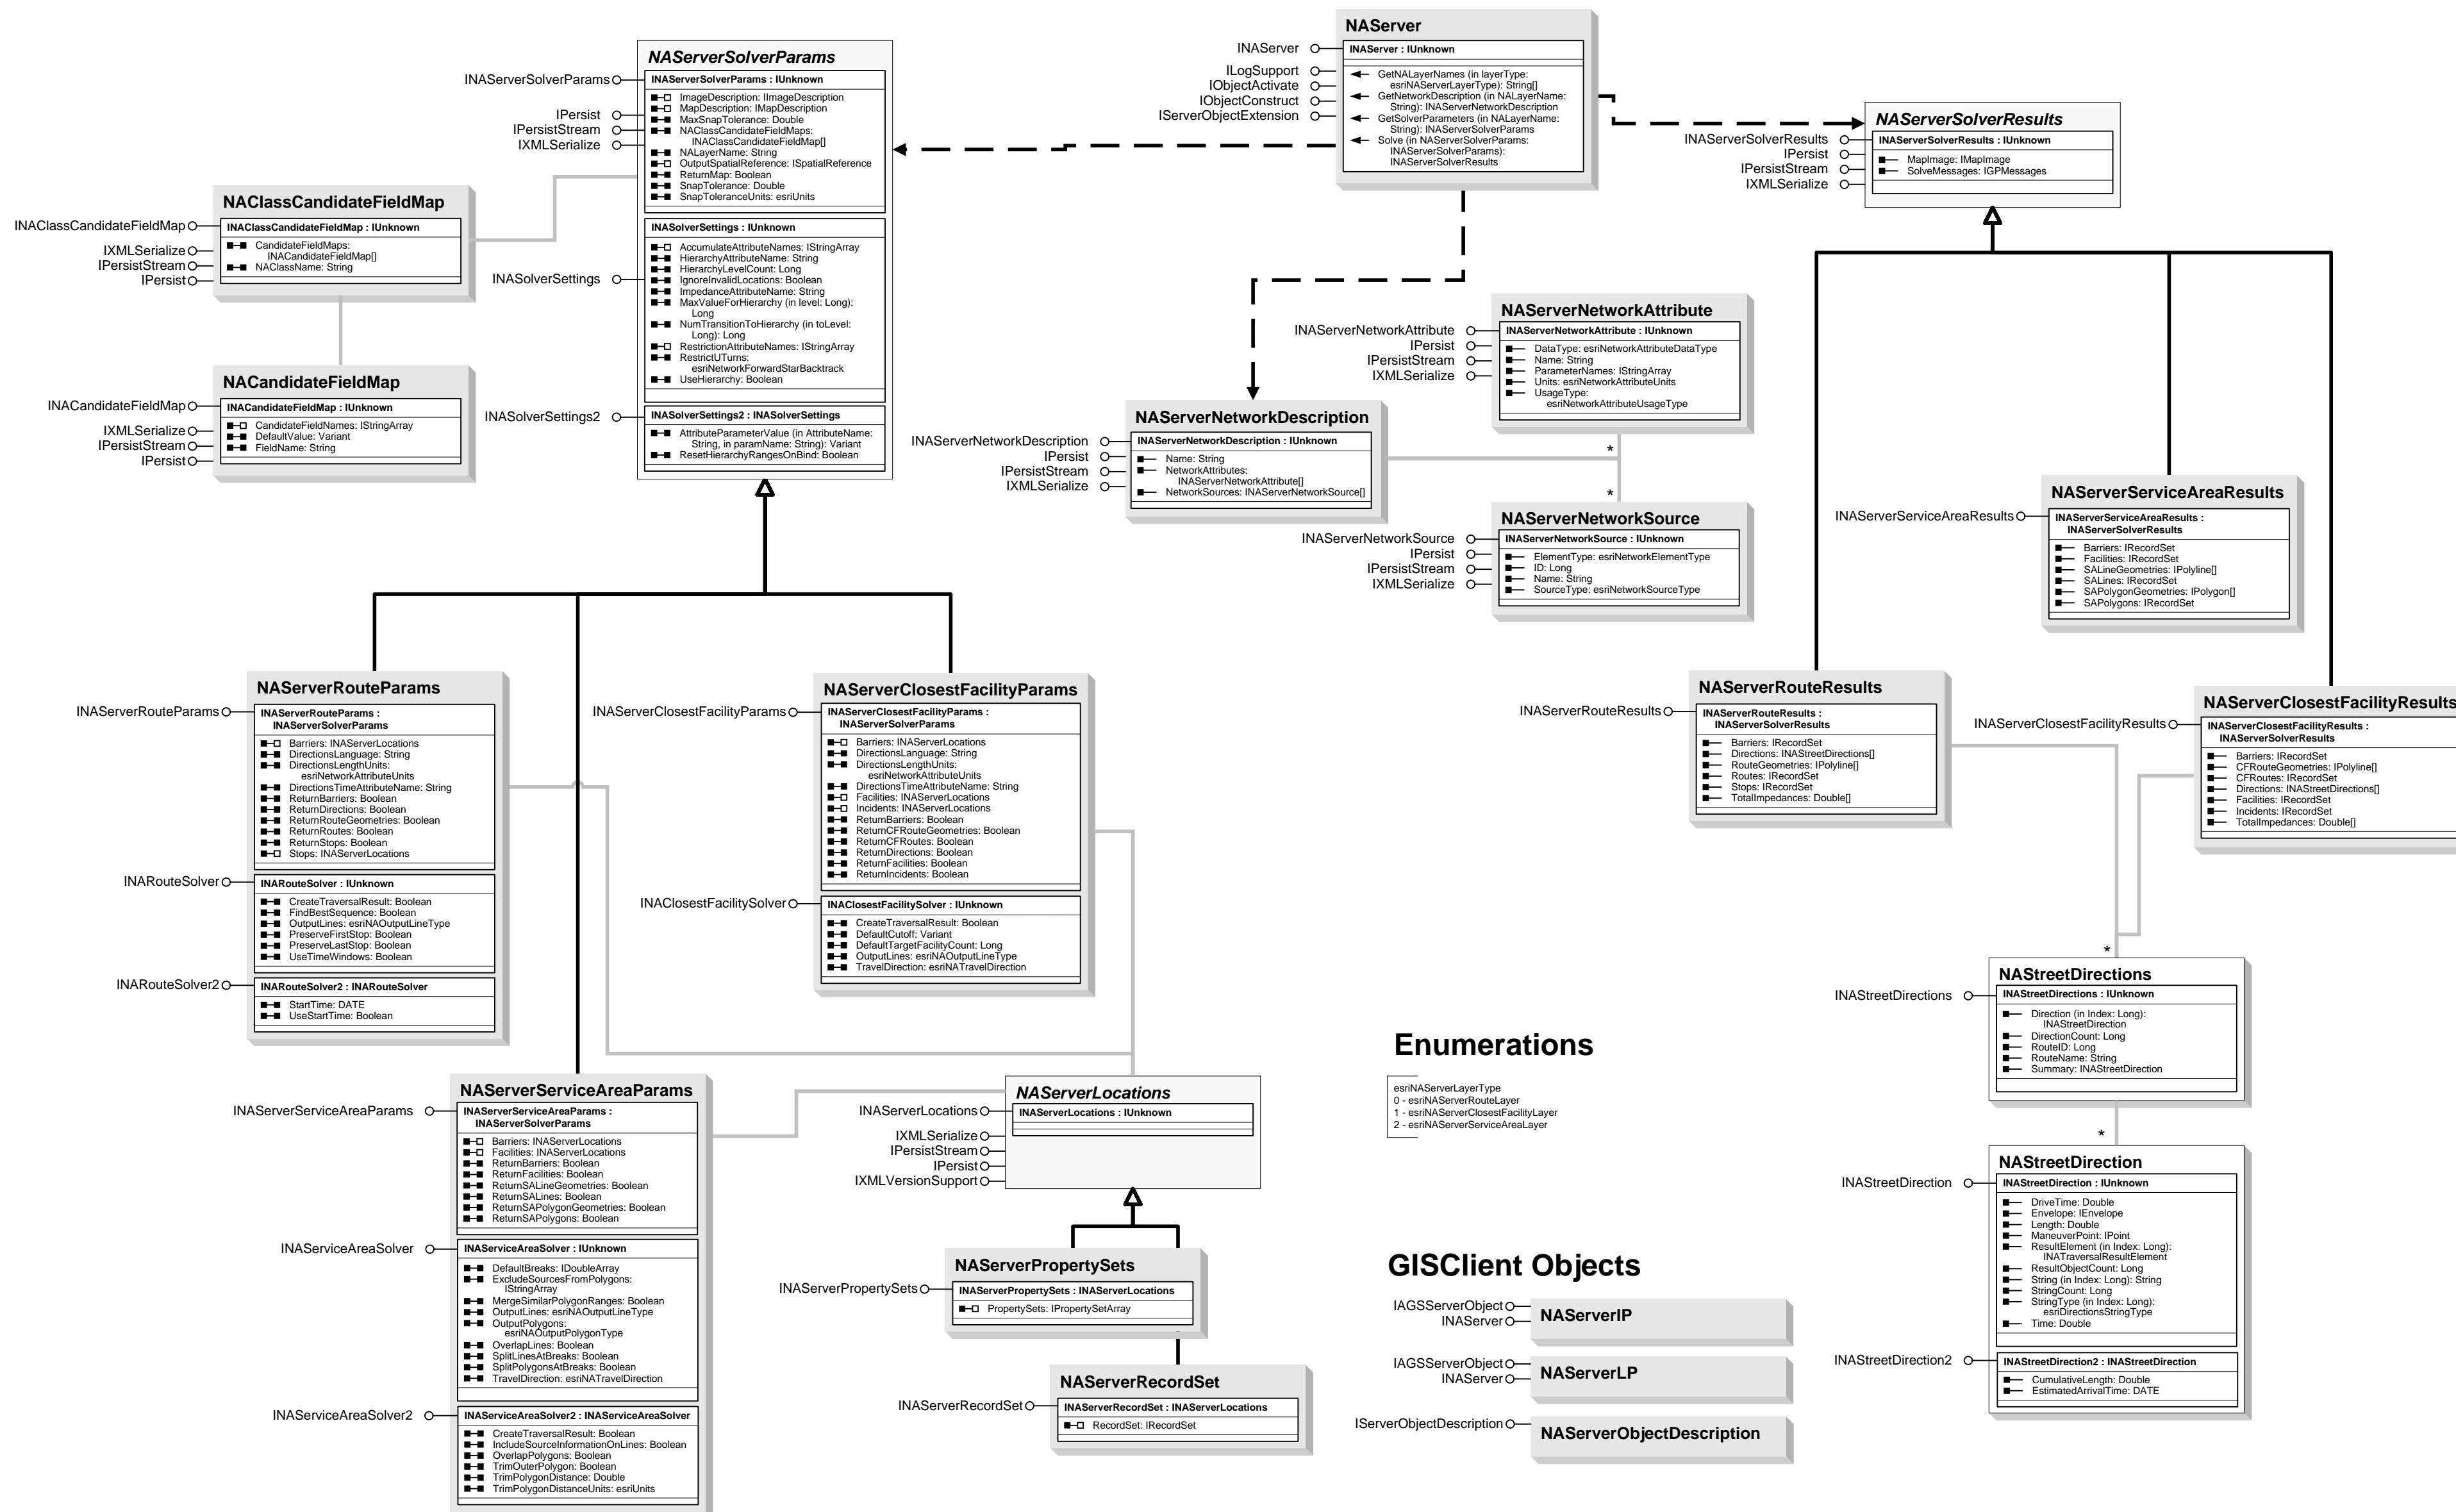 NAServer
INAServer
INAServer : IUnknown
ILogSupport
IObjectActivate
IObjectConstruct
IServerObjectExtension
GetNALayerNames (in layerType:
esriNAServerLayerType): String[]
GetNetworkDescription (in NALayerName:
String): INAServerNetworkDescription
GetSolverParameters (in NALayerName:
String): INAServerSolverParams
Solve (in NAServerSolverParams:
INAServerSolverParams):
INAServerSolverResults
NAServerSolverParams
INAServerSolverParams
INAServerSolverParams : IUnknown
IPersist
IPersistStream
IXMLSerialize
ImageDescription: IImageDescription
MapDescription: IMapDescription
MaxSnapTolerance: Double
NAClassCandidateFieldMaps:
INAClassCandidateFieldMap[]
NALayerName: String
OutputSpatialReference: ISpatialReference
ReturnMap: Boolean
SnapTolerance: Double
SnapToleranceUnits: esriUnits
INASolverSettings
INASolverSettings : IUnknown
AccumulateAttributeNames: IStringArray
HierarchyAttributeName: String
HierarchyLevelCount: Long
IgnoreInvalidLocations: Boolean
ImpedanceAttributeName: String
MaxValueForHierarchy (in level: Long):
Long
NumTransitionToHierarchy (in toLevel:
Long): Long
RestrictionAttributeNames: IStringArray
RestrictUTurns:
esriNetworkForwardStarBacktrack
UseHierarchy: Boolean
INASolverSettings2
INASolverSettings2 : INASolverSettings
AttributeParameterValue (in AttributeName:
String, in paramName: String): Variant
ResetHierarchyRangesOnBind: Boolean
NAServerSolverResults
INAServerSolverResults
INAServerSolverResults : IUnknown
IPersist
IPersistStream
IXMLSerialize
MapImage: IMapImage
SolveMessages: IGPMessages
NAClassCandidateFieldMap
INAClassCandidateFieldMap
INAClassCandidateFieldMap : IUnknown
IXMLSerialize
IPersistStream
IPersist
CandidateFieldMaps:
INACandidateFieldMap[]
NAClassName: String
NACandidateFieldMap
INACandidateFieldMap
INACandidateFieldMap : IUnknown
IXMLSerialize
IPersistStream
IPersist
CandidateFieldNames: IStringArray
DefaultValue: Variant
FieldName: String
NAServerNetworkAttribute
INAServerNetworkAttribute
INAServerNetworkAttribute : IUnknown
IPersist
IPersistStream
IXMLSerialize
DataType: esriNetworkAttributeDataType
Name: String
ParameterNames: IStringArray
Units: esriNetworkAttributeUnits
UsageType:
esriNetworkAttributeUsageType
*
*
NAServerNetworkDescription
INAServerNetworkDescription
INAServerNetworkDescription : IUnknown
IPersist
IPersistStream
IXMLSerialize
Name: String
NetworkAttributes:
INAServerNetworkAttribute[]
NetworkSources: INAServerNetworkSource[]
NAServerNetworkSource
INAServerNetworkSource
INAServerNetworkSource : IUnknown
IPersist
IPersistStream
IXMLSerialize
ElementType: esriNetworkElementType
ID: Long
Name: String
SourceType: esriNetworkSourceType
NAServerServiceAreaResults
INAServerServiceAreaResults
INAServerServiceAreaResults :
INAServerSolverResults
Barriers: IRecordSet
Facilities: IRecordSet
SALineGeometries: IPolyline[]
SALines: IRecordSet
SAPolygonGeometries: IPolygon[]
SAPolygons: IRecordSet
NAServerRouteParams
INAServerRouteParams
INAServerRouteParams :
INAServerSolverParams
Barriers: INAServerLocations
DirectionsLanguage: String
DirectionsLengthUnits:
esriNetworkAttributeUnits
DirectionsTimeAttributeName: String
ReturnBarriers: Boolean
ReturnDirections: Boolean
ReturnRouteGeometries: Boolean
ReturnRoutes: Boolean
ReturnStops: Boolean
Stops: INAServerLocations
INARouteSolver
INARouteSolver : IUnknown
CreateTraversalResult: Boolean
FindBestSequence: Boolean
OutputLines: esriNAOutputLineType
PreserveFirstStop: Boolean
PreserveLastStop: Boolean
UseTimeWindows: Boolean
INARouteSolver2
INARouteSolver2 : INARouteSolver
StartTime: DATE
UseStartTime: Boolean
NAServerClosestFacilityParams
INAServerClosestFacilityParams
INAServerClosestFacilityParams :
INAServerSolverParams
Barriers: INAServerLocations
DirectionsLanguage: String
DirectionsLengthUnits:
esriNetworkAttributeUnits
DirectionsTimeAttributeName: String
Facilities: INAServerLocations
Incidents: INAServerLocations
ReturnBarriers: Boolean
ReturnCFRouteGeometries: Boolean
ReturnCFRoutes: Boolean
ReturnDirections: Boolean
ReturnFacilities: Boolean
ReturnIncidents: Boolean
INAClosestFacilitySolver
INAClosestFacilitySolver : IUnknown
CreateTraversalResult: Boolean
DefaultCutoff: Variant
DefaultTargetFacilityCount: Long
OutputLines: esriNAOutputLineType
TravelDirection: esriNATravelDirection
NAServerRouteResults
INAServerRouteResults
INAServerRouteResults :
INAServerSolverResults
Barriers: IRecordSet
Directions: INAStreetDirections[]
RouteGeometries: IPolyline[]
Routes: IRecordSet
Stops: IRecordSet
TotalImpedances: Double[]
NAServerClosestFacilityResults
INAServerClosestFacilityResults
INAServerClosestFacilityResults :
INAServerSolverResults
Barriers: IRecordSet
CFRouteGeometries: IPolyline[]
CFRoutes: IRecordSet
Directions: INAStreetDirections[]
Facilities: IRecordSet
Incidents: IRecordSet
TotalImpedances: Double[]
*
NAStreetDirections
INAStreetDirections
INAStreetDirections : IUnknown
Direction (in Index: Long):
INAStreetDirection
DirectionCount: Long
RouteID: Long
RouteName: String
Summary: INAStreetDirection
*
NAStreetDirection
INAStreetDirection
INAStreetDirection : IUnknown
DriveTime: Double
Envelope: IEnvelope
Length: Double
ManeuverPoint: IPoint
ResultElement (in Index: Long):
INATraversalResultElement
ResultObjectCount: Long
String (in Index: Long): String
StringCount: Long
StringType (in Index: Long):
esriDirectionsStringType
Time: Double
INAStreetDirection2
INAStreetDirection2 : INAStreetDirection
CumulativeLength: Double
EstimatedArrivalTime: DATE
NAServerServiceAreaParams
INAServerServiceAreaParams
INAServerServiceAreaParams :
INAServerSolverParams
Barriers: INAServerLocations
Facilities: INAServerLocations
ReturnBarriers: Boolean
ReturnFacilities: Boolean
ReturnSALineGeometries: Boolean
ReturnSALines: Boolean
ReturnSAPolygonGeometries: Boolean
ReturnSAPolygons: Boolean
INAServiceAreaSolver
INAServiceAreaSolver : IUnknown
DefaultBreaks: IDoubleArray
ExcludeSourcesFromPolygons:
IStringArray
MergeSimilarPolygonRanges: Boolean
OutputLines: esriNAOutputLineType
OutputPolygons:
esriNAOutputPolygonType
OverlapLines: Boolean
SplitLinesAtBreaks: Boolean
SplitPolygonsAtBreaks: Boolean
TravelDirection: esriNATravelDirection
INAServiceAreaSolver2
INAServiceAreaSolver2 : INAServiceAreaSolver
CreateTraversalResult: Boolean
IncludeSourceInformationOnLines: Boolean
OverlapPolygons: Boolean
TrimOuterPolygon: Boolean
TrimPolygonDistance: Double
TrimPolygonDistanceUnits: esriUnits
NAServerLocations
INAServerLocations
INAServerLocations : IUnknown
IXMLSerialize
IPersistStream
IPersist
IXMLVersionSupport
NAServerPropertySets
INAServerPropertySets
INAServerPropertySets : INAServerLocations
PropertySets: IPropertySetArray
NAServerRecordSet
INAServerRecordSet
INAServerRecordSet : INAServerLocations
RecordSet: IRecordSet
Enumerations
esriNAServerLayerType
0 - esriNAServerRouteLayer
1 - esriNAServerClosestFacilityLayer
2 - esriNAServerServiceAreaLayer
GISClient Objects
IAGSServerObject
INAServer
NAServerIP
IAGSServerObject
INAServer
NAServerLP
IServerObjectDescription
NAServerObjectDescription